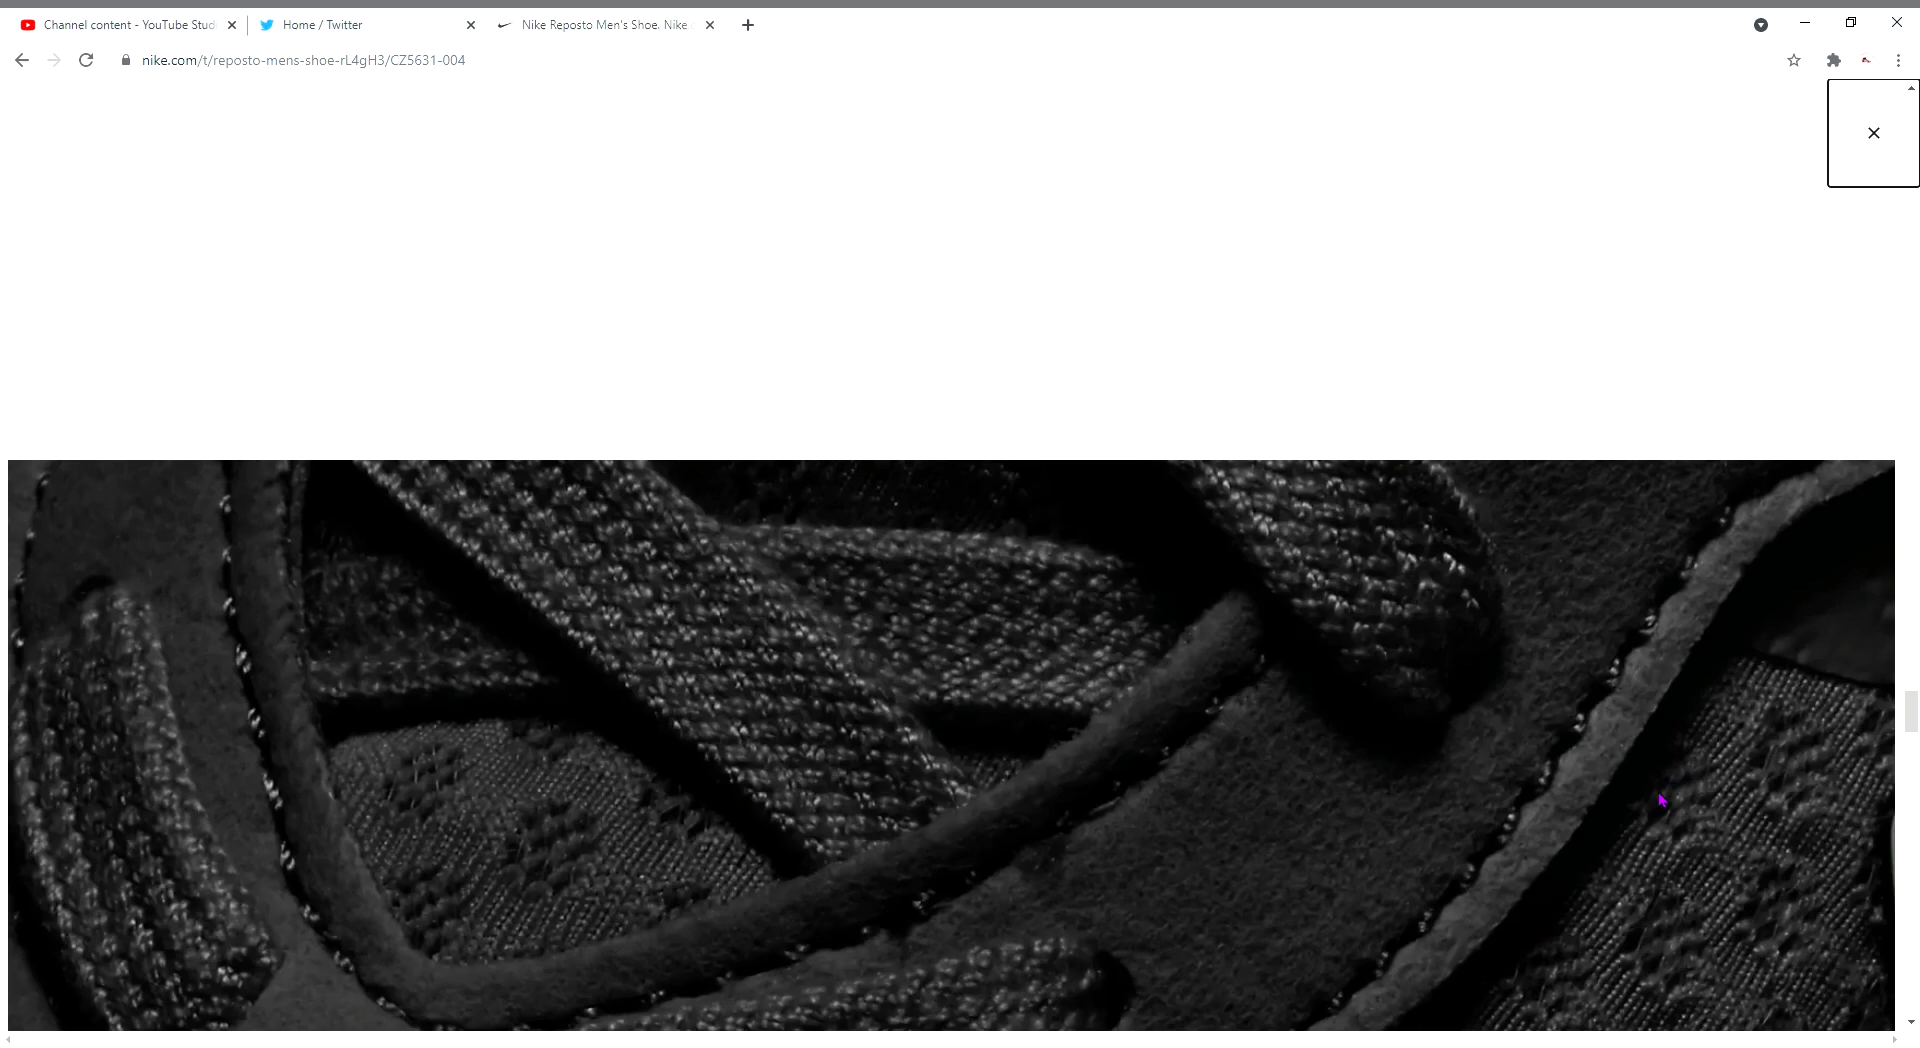 Channel content - YouTube Stud
Home / Twitter
Nike Reposto Men's Shoe. Nike
nike.com/t/reposto-mens-shoe-rL4gH3/CZ5631-004